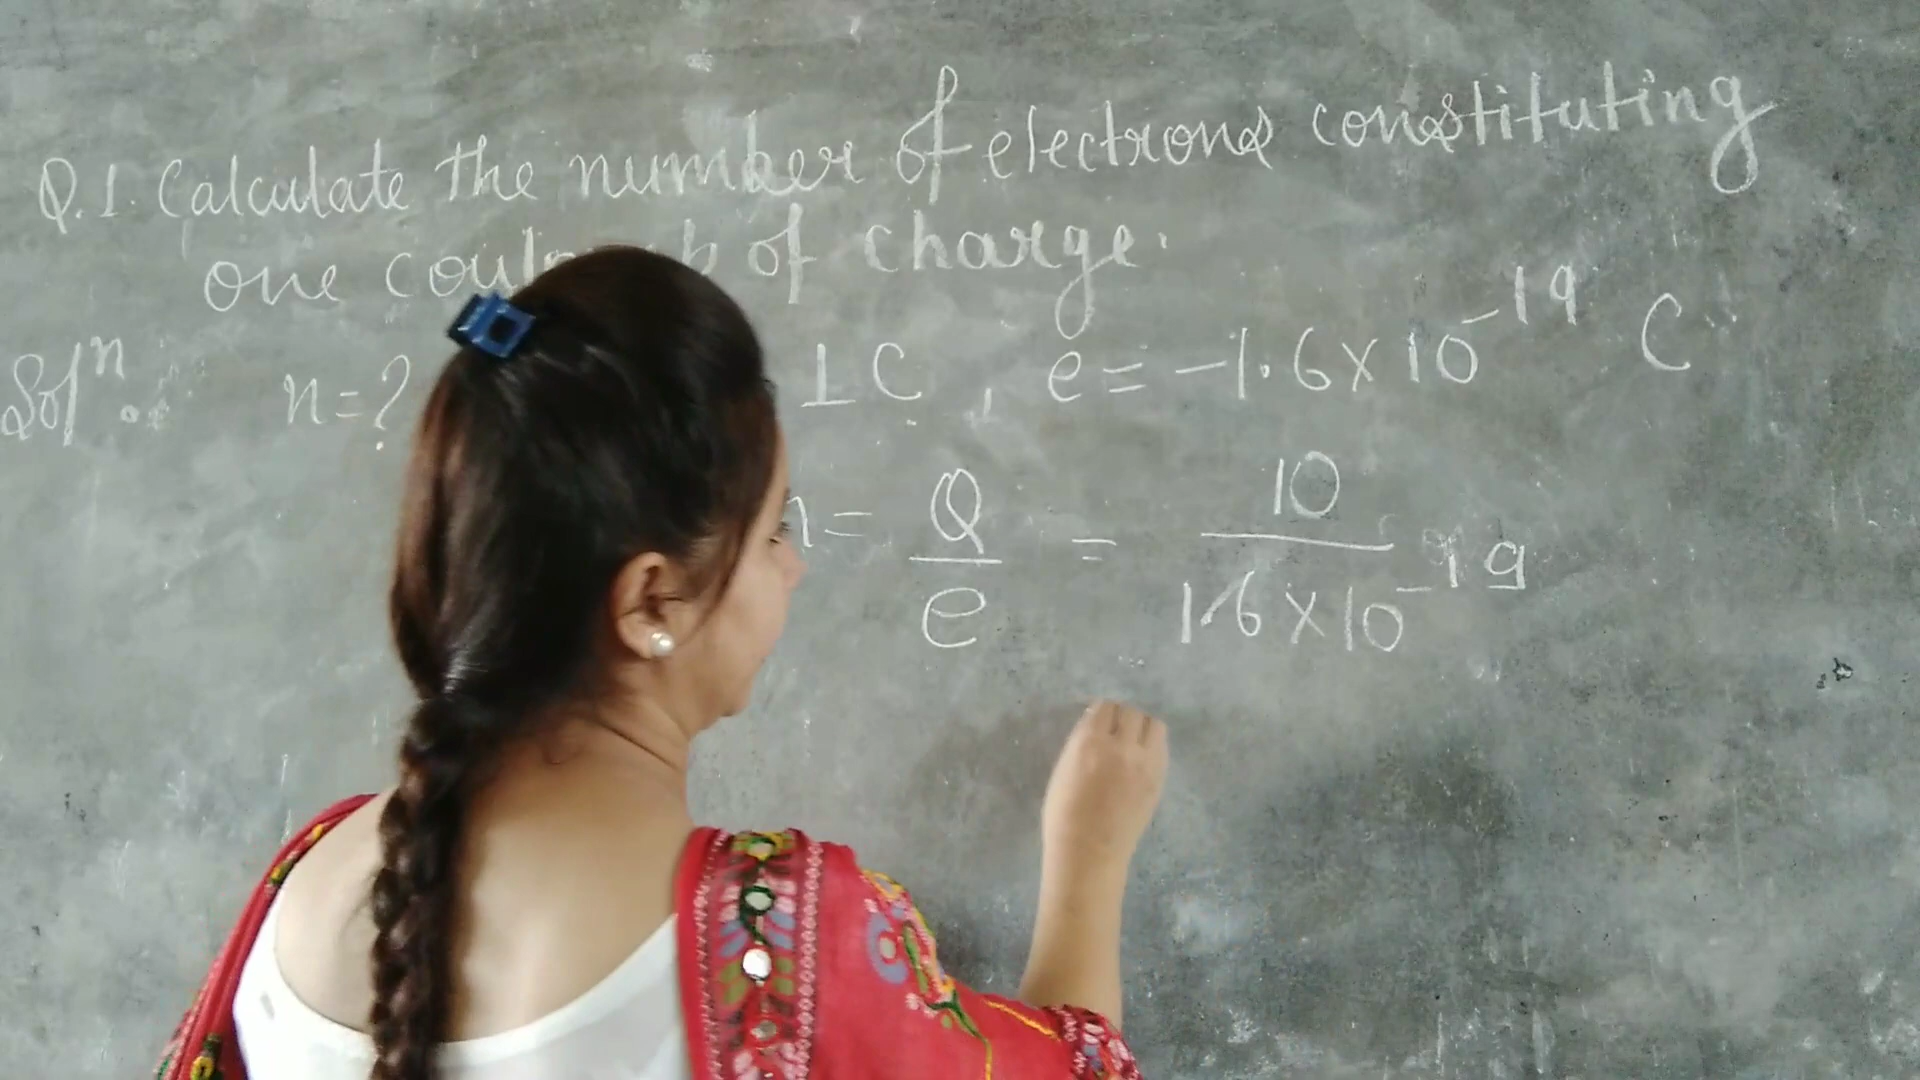 Q.1. Calculate the number of electrons constituting
one of charge.
Solⁿ. n=? 1 C, e = -1.6×10⁻¹⁹ C
n = Q/e = 10/1.6×10⁻¹⁹